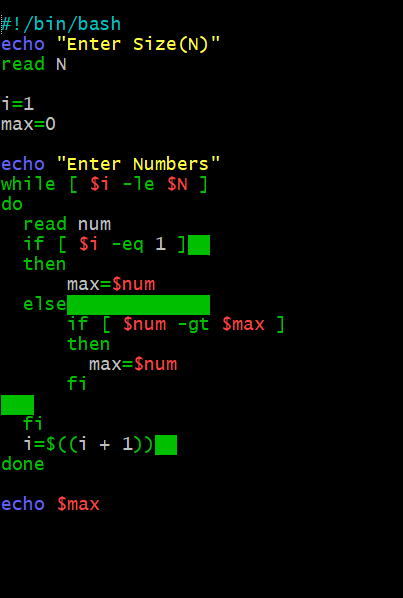 #!/bin/bash
echo "Enter Size(N)"
read N

i=1
max=0

echo "Enter Numbers"
while [ $i -le $N ]
do
  read num
  if [ $i -eq 1 ]
  then
      max=$num
  else
      if [ $num -gt $max ]
      then
        max=$num
      fi

  fi
  i=$((i + 1))
done

echo $max